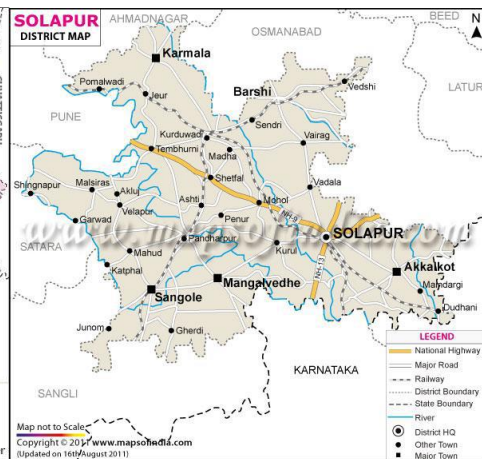 SOLAPUR
DISTRICT MAP
AHMADNAGAR
BEED
N
OSMANABAD
Karmala
LATUR
Pomalwadi
Jeur
Barshi
Vedshi
PUNE
Sendri
Kurduwadi
Vairag
Tembhurni
Madha
Shetfal
Shingnapur
Malsiras
Akluj
Vadala
Velapur
Ashti
Mohol
Garwad
Penur
NH-9
www.mapsofindia.com
SOLAPUR
SATARA
Pandharpur
Mahud
Kurul
Katphal
NH-13
Akkalkot
Mangalvedhe
Maindargi
Sangole
Dudhani
Junom
Gherdi
LEGEND
National Highway
Major Road
Railway
District Boundary
State Boundary
River
District HQ
Other Town
Major Town
KARNATAKA
SANGLI
Map not to Scale
Copyright © 2011 www.mapsofindia.com
(Updated on 16th August 2011)